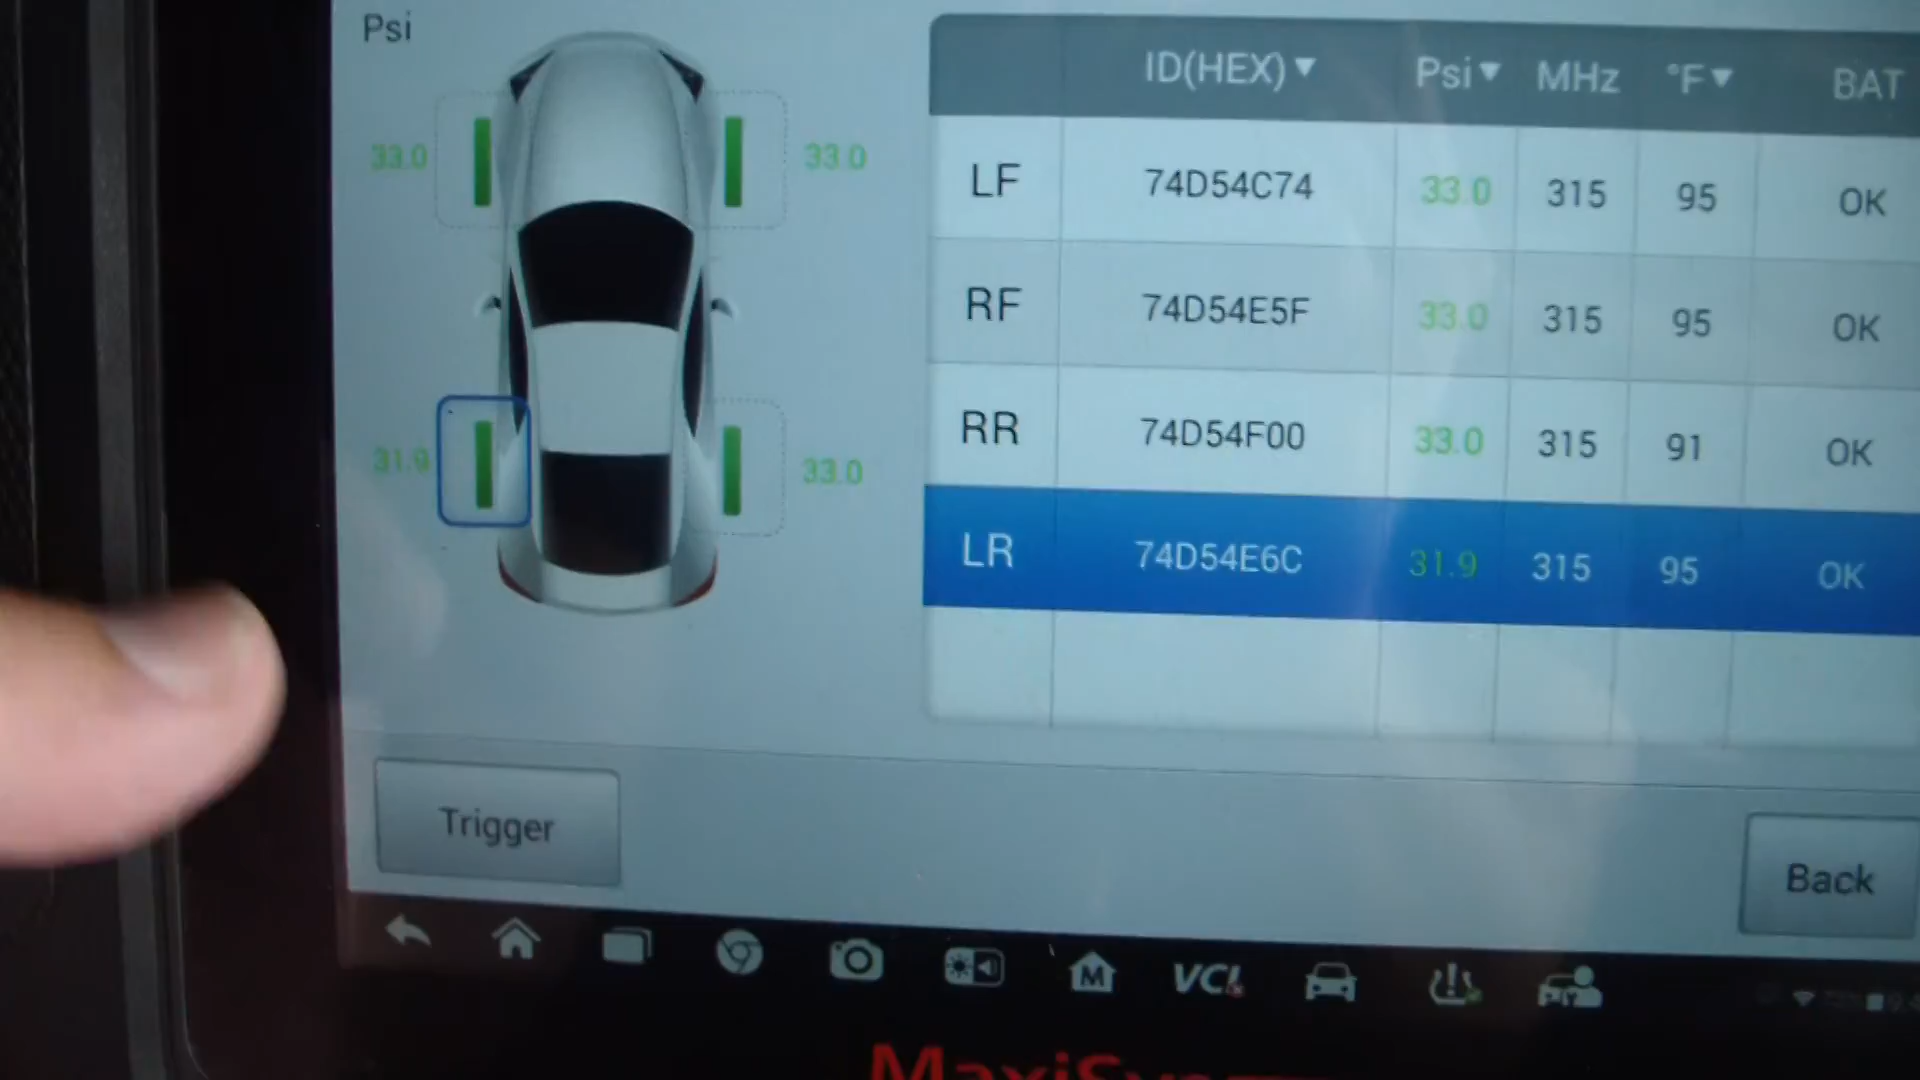 Psi
33.0 33.0
31.9 33.0
ID(HEX)▼ Psi▼ MHz °F▼ BAT
LF 74D54C74 33.0 315 95 OK
RF 74D54E5F 33.0 315 95 OK
RR 74D54F00 33.0 315 91 OK
LR 74D54E6C 31.9 315 95 OK
Trigger
Back
M VCI